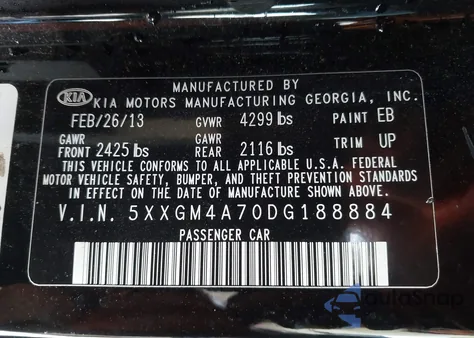 MANUFACTURED BY
KIA KIA MOTORS MANUFACTURING GEORGIA, INC.
FEB/26/13 GVWR 4299 lbs PAINT EB
GAWR FRONT 2425 lbs GAWR REAR 2116 lbs TRIM UP
THIS VEHICLE CONFORMS TO ALL APPLICABLE U.S.A. FEDERAL
MOTOR VEHICLE SAFETY, BUMPER, AND THEFT PREVENTION STANDARDS
IN EFFECT ON THE DATE OF MANUFACTURE SHOWN ABOVE.
V.I.N. 5XXGM4A70DG188884
PASSENGER CAR
AutoSnap